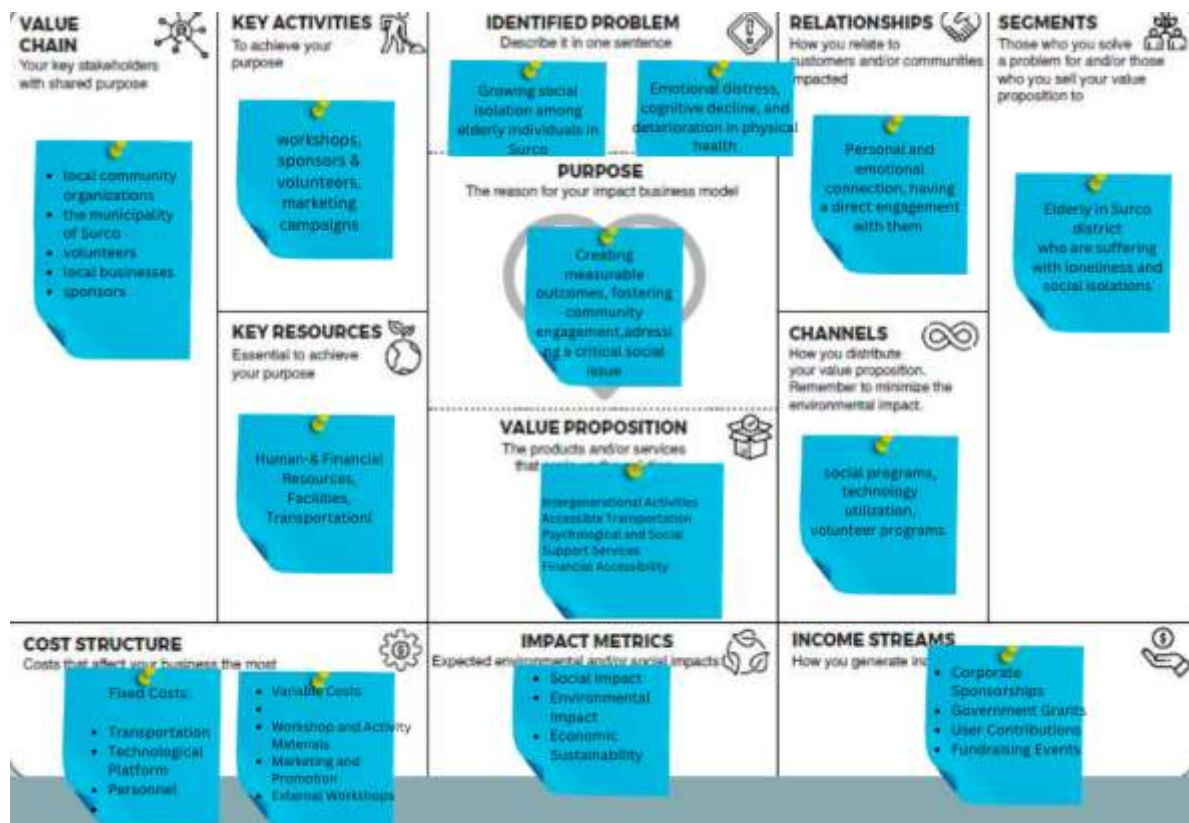 VALUE
CHAIN
Your key stakeholders
with shared purpose
local community
organizations
the municipality
of Surco
volunteers
local businesses
sponsors
KEY ACTIVITIES
To achieve your
purpose
workshops,
sponsors &
volunteers,
marketing
campaigns
KEY RESOURCES
Essential to achieve
your purpose
Human-& Financial
Resources,
Facilities,
Transportation!
IDENTIFIED PROBLEM
Describe it in one sentence
Growing social
isolation among
elderly individuals in
Surco
Emotional distress,
cognitive decline, and
deterioration in physical
health
PURPOSE
The reason for your impact business model
Creating
measurable
outcomes, fostering
community
engagement,adressi
ng a critical social
issue
VALUE PROPOSITION
The products and/or services
that
Intergenerational Activities
Accessible Transportation
Psychological and Social
Support Services
Financial Accessibility
RELATIONSHIPS
How you relate to
customers and/or communities
impacted
Personal and
emotional
connection, having
a direct engagement
with them
CHANNELS
How you distribute
your value proposition.
Remember to minimize the
environmental impact.
social programs,
technology
utilization,
volunteer programs
SEGMENTS
Those who you solve
a problem for and/or those
who you sell your value
proposition to
Elderly in Surco
district
who are suffering
with loneliness and
social isolations
COST STRUCTURE
Costs that affect your business the most
Fixed Costs:
Transportation
Technological
Platform
Personnel
Variable Costs
Workshop and Activity
Materials
Marketing and
Promotion
External Workshops
IMPACT METRICS
Expected environmental and/or social impacts
Social Impact
Environmental
Impact
Economic
Sustainability
INCOME STREAMS
How you generate
Corporate
Sponsorships
Government Grants
User Contributions
Fundraising Events